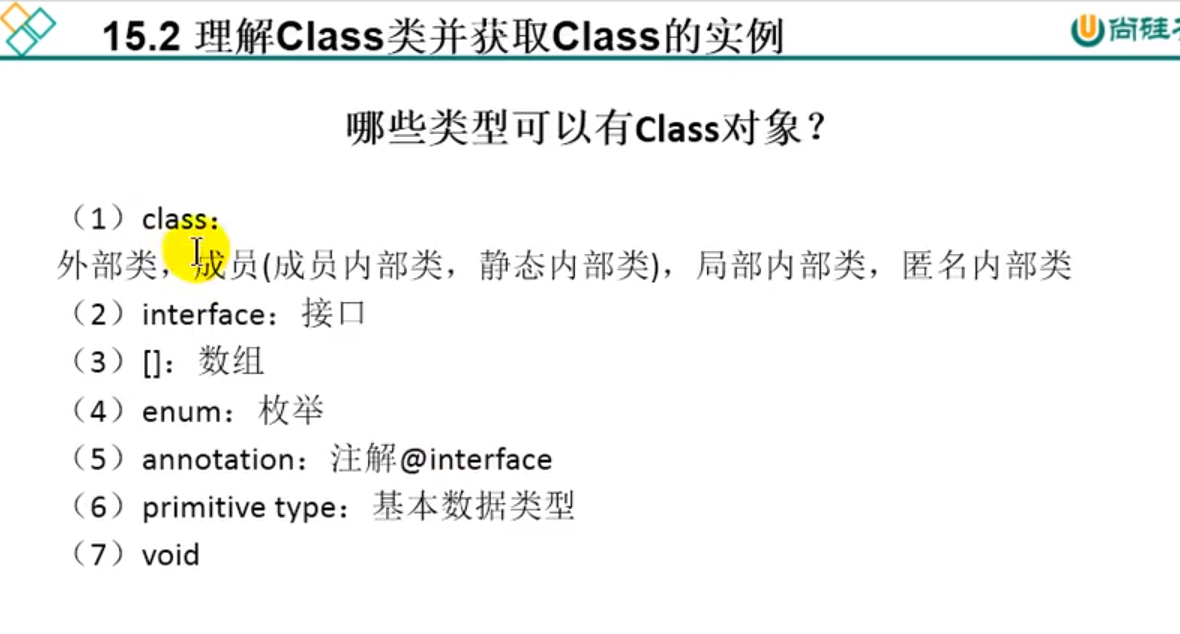 15.2 理解Class类并获取Class的实例
尚硅
哪些类型可以有Class对象？
（1）class：
外部类，成员(成员内部类，静态内部类)，局部内部类，匿名内部类
（2）interface：接口
（3）[]：数组
（4）enum：枚举
（5）annotation：注解@interface
（6）primitive type：基本数据类型
（7）void